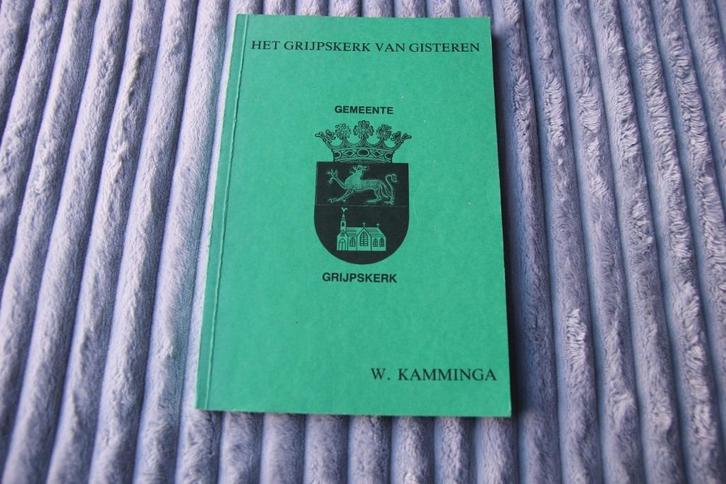 HET GRIJPSKERK VAN GISTEREN
GEMEENTE
GRIJPSKERK
W. KAMMINGA